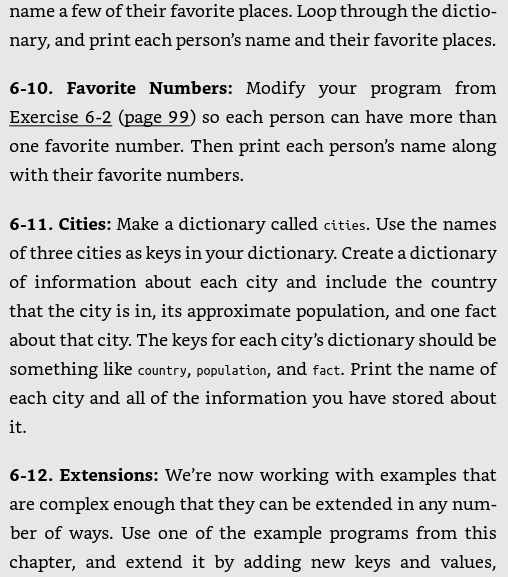 name a few of their favorite places. Loop through the dictio-
nary, and print each person's name and their favorite places.
6-10. Favorite Numbers: Modify your program from
Exercise 6-2 (page 99) so each person can have more than
one favorite number. Then print each person's name along
with their favorite numbers.
6-11. Cities: Make a dictionary called cities. Use the names
of three cities as keys in your dictionary. Create a dictionary
of information about each city and include the country
that the city is in, its approximate population, and one fact
about that city. The keys for each city's dictionary should be
something like country, population, and fact. Print the name of
each city and all of the information you have stored about
it.
6-12. Extensions: We're now working with examples that
are complex enough that they can be extended in any num-
ber of ways. Use one of the example programs from this
chapter, and extend it by adding new keys and values,